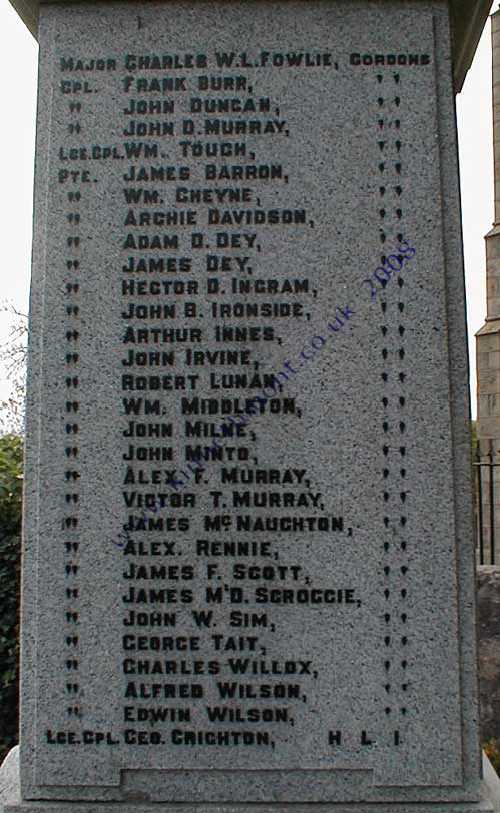 MAJOR CHARLES W.L. FOWLIE, GORDONS
CPL. FRANK BURR, " "
" JOHN DUNCAN, " "
" JOHN D. MURRAY, " "
LCE.CPL. WM. TOUCH, " "
PTE. JAMES BARRON, " "
" WM. CHEYNE, " "
" ARCHIE DAVIDSON, " "
" ADAM D. DEY, " "
" JAMES DEY, " "
" HECTOR D. INGRAM, " "
" JOHN B. IRONSIDE, " "
" ARTHUR INNES, " "
" JOHN IRVINE, " "
" ROBERT LUNAN, " "
" WM. MIDDLETON, " "
" JOHN MILNE, " "
" JOHN MINTO, " "
" ALEX F. MURRAY, " "
" VICTOR T. MURRAY, " "
" JAMES McNAUGHTON, " "
" ALEX. RENNIE, " "
" JAMES F. SCOTT, " "
" JAMES M'D. SCROGGIE, " "
" JOHN W. SIM, " "
" GEORGE TAIT, " "
" CHARLES WILLOX, " "
" ALFRED WILSON, " "
" EDWIN WILSON, " "
LCE.CPL. GEO. CRIGHTON, H L I
2008